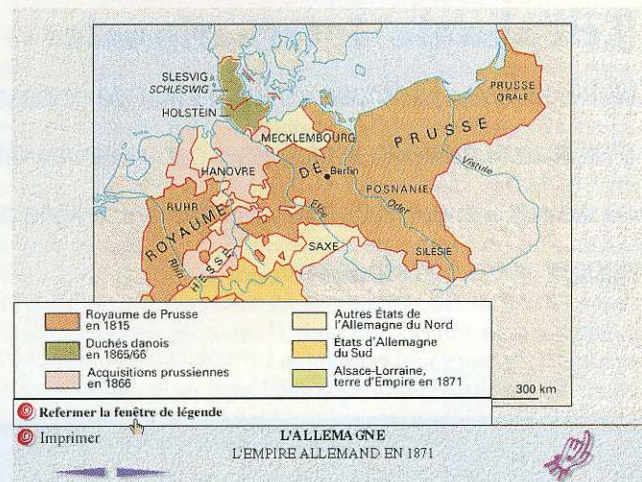 SLESVIG
SCHLESWIG
HOLSTEIN
MECKLEMBOURG
PRUSSE
ORALE
PRUSSE
Vistule
HANOVRE
DE
Berlin
POSNANIE
RUHR
ROYAUME
Elbe
Oder
SAXE
SILÉSIE
Rhin
HESSE
Royaume de Prusse
en 1815
Duchés danois
en 1865/66
Acquisitions prussiennes
en 1866
Autres États de
l'Allemagne du Nord
États d'Allemagne
du Sud
Alsace-Lorraine,
terre d'Empire en 1871
300 km
Refermer la fenêtre de légende
Imprimer
L'ALLEMAGNE
L'EMPIRE ALLEMAND EN 1871